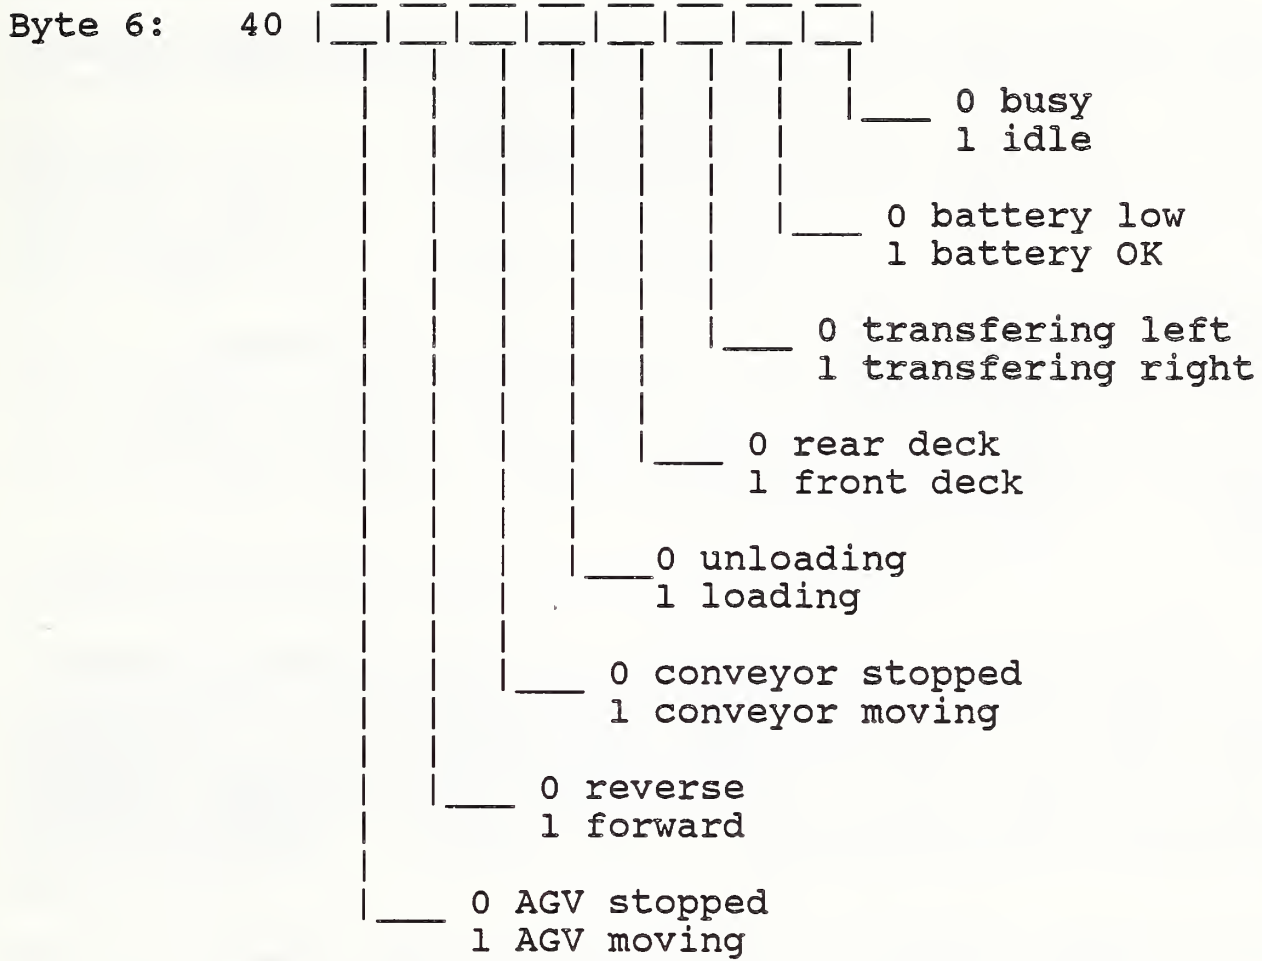 Byte 6: 40
0 busy
1 idle
0 battery low
1 battery OK
0 transfering left
1 transfering right
0 rear deck
1 front deck
0 unloading
1 loading
0 conveyor stopped
1 conveyor moving
0 reverse
1 forward
0 AGV stopped
1 AGV moving